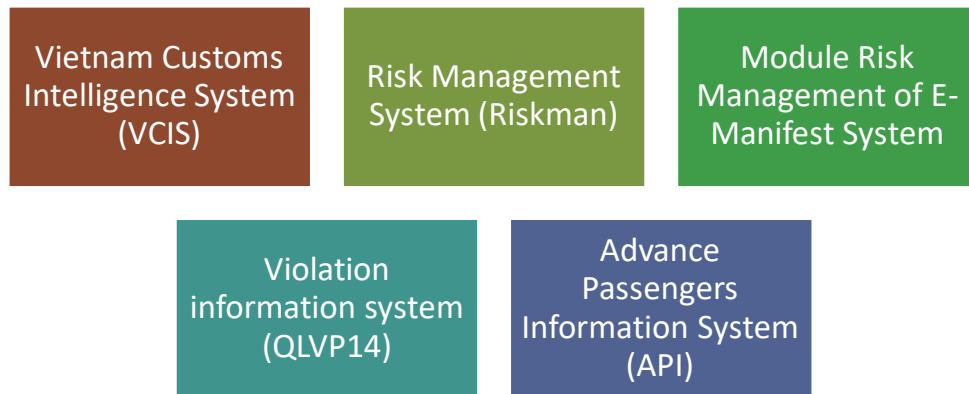 Vietnam Customs
Intelligence System
(VCIS)
Risk Management
System (Riskman)
Module Risk
Management of E-
Manifest System
Violation
information system
(QLVP14)
Advance
Passengers
Information System
(API)